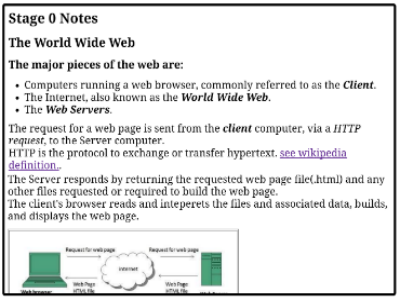 Stage 0 Notes
The World Wide Web
The major pieces of the web are:
• Computers running a web browser, commonly referred to as the Client.
• The Internet, also known as the World Wide Web.
• The Web Servers.
The request for a web page is sent from the client computer, via a HTTP
request, to the Server computer.
HTTP is the protocol to exchange or transfer hypertext. see wikipedia
definition..
The Server responds by returning the requested web page file(.html) and any
other files requested or required to build the web page.
The client's browser reads and inteperets the files and associated data, builds,
and displays the web page.
Request for web page
Request for web page
Internet
Web Page
HTML file
Web Page
HTML file
Web browser